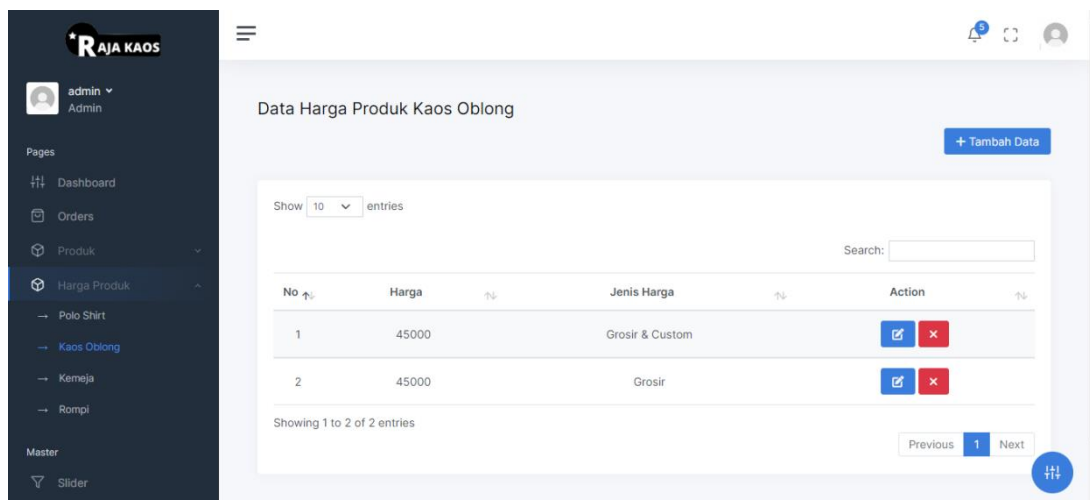 RAJA KAOS
5
admin
Admin
Pages
Dashboard
Orders
Produk
Harga Produk
→ Polo Shirt
→ Kaos Oblong
→ Kemeja
→ Rompi
Master
Slider
Data Harga Produk Kaos Oblong
+ Tambah Data
Show 10 entries
Search:
No Harga Jenis Harga Action
1 45000 Grosir & Custom
2 45000 Grosir
Showing 1 to 2 of 2 entries
Previous 1 Next